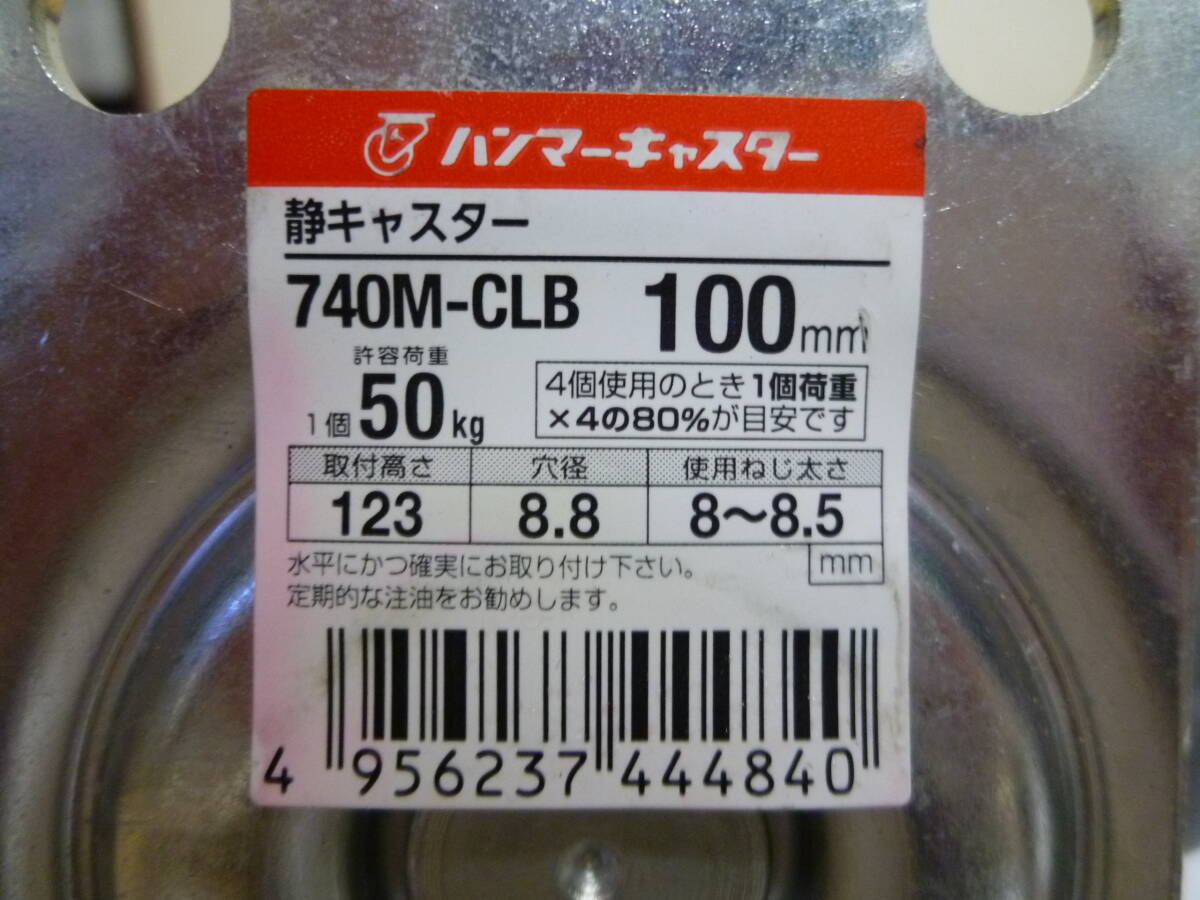 ハンマーキャスター
静キャスター
740M-CLB 100mm
許容荷重
1個 50kg
4個使用のとき1個荷重
×4の80%が目安です
取付高さ 穴径 使用ねじ太さ
123 8.8 8〜8.5
mm
水平にかつ確実にお取り付け下さい。
定期的な注油をお勧めします。
4 956237 444840